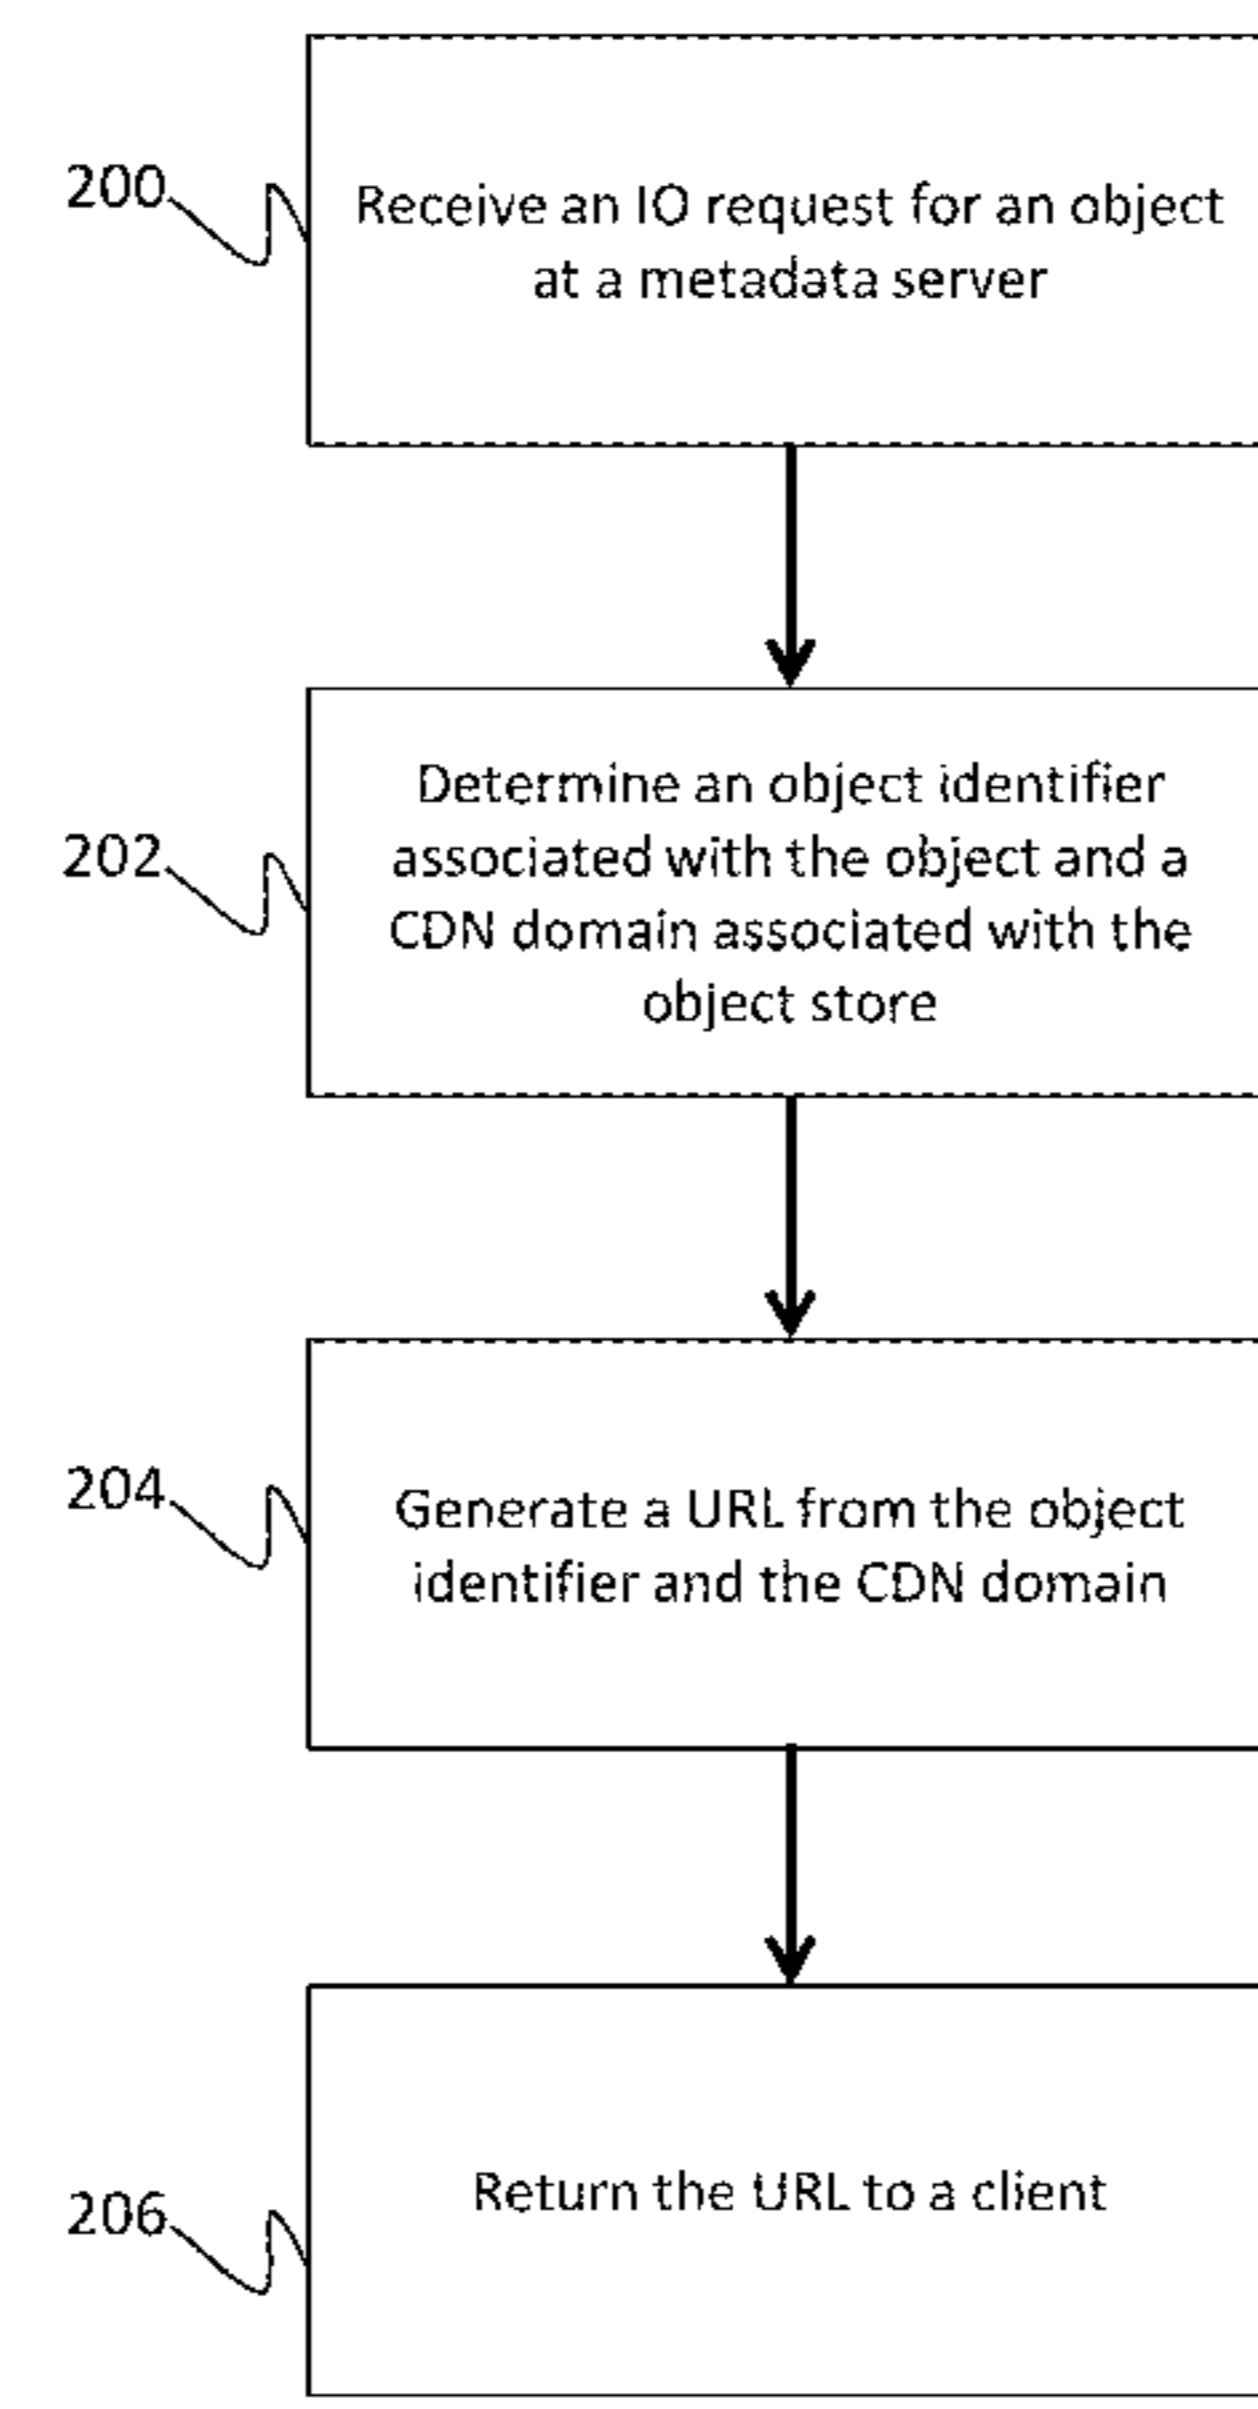 200
Receive an IO request for an object
at a metadata server
202
Determine an object identifier
associated with the object and a
CDN domain associated with the
object store
204
Generate a URL from the object
identifier and the CDN domain
206
Return the URL to a client